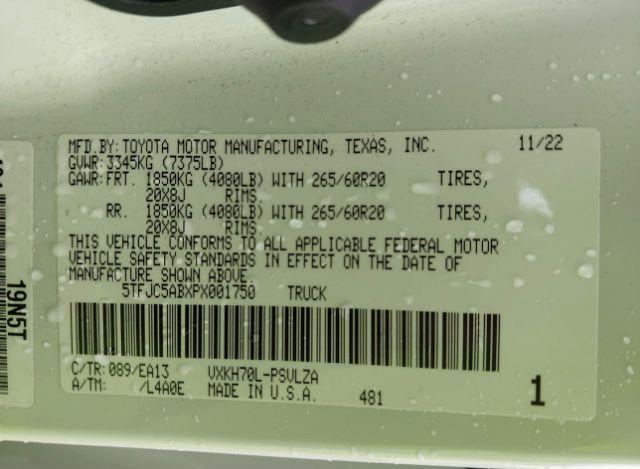 MFD.BY: TOYOTA MOTOR MANUFACTURING, TEXAS, INC. 11/22
GVWR: 3345KG (7375LB)
GAWR: FRT. 1850KG (4080LB) WITH 265/60R20 TIRES,
20X8J RIMS.
RR. 1850KG (4080LB) WITH 265/60R20 TIRES,
20X8J RIMS.
THIS VEHICLE CONFORMS TO ALL APPLICABLE FEDERAL MOTOR
VEHICLE SAFETY STANDARDS IN EFFECT ON THE DATE OF
MANUFACTURE SHOWN ABOVE
5TFJC5ABXPX001750 TRUCK
C/TR: 089/EA13 VXKH70L-PSVLZA
A/TM: /L4A0E MADE IN U.S.A. 481 1
19N5T